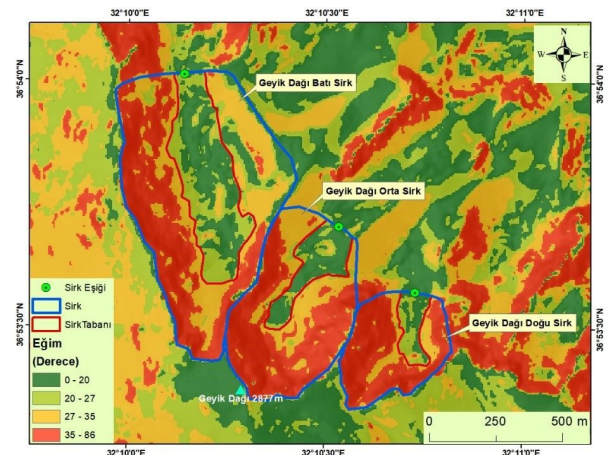 32°10'0"E 32°10'30"E 32°11'0"E
36°54'0"N
36°54'0"N
N
W E
S
Geyik Dağı Batı Sirk
Geyik Dağı Orta Sirk
Geyik Dağı Doğu Sirk
Geyik Dağı 2877m
Sirk Eşiği
Sirk
SirkTabanı
Eğim
(Derece)
0 - 20
20 - 27
27 - 35
35 - 86
36°53'30"N
36°53'30"N
0 250 500 m
32°10'0"E 32°10'30"E 32°11'0"E